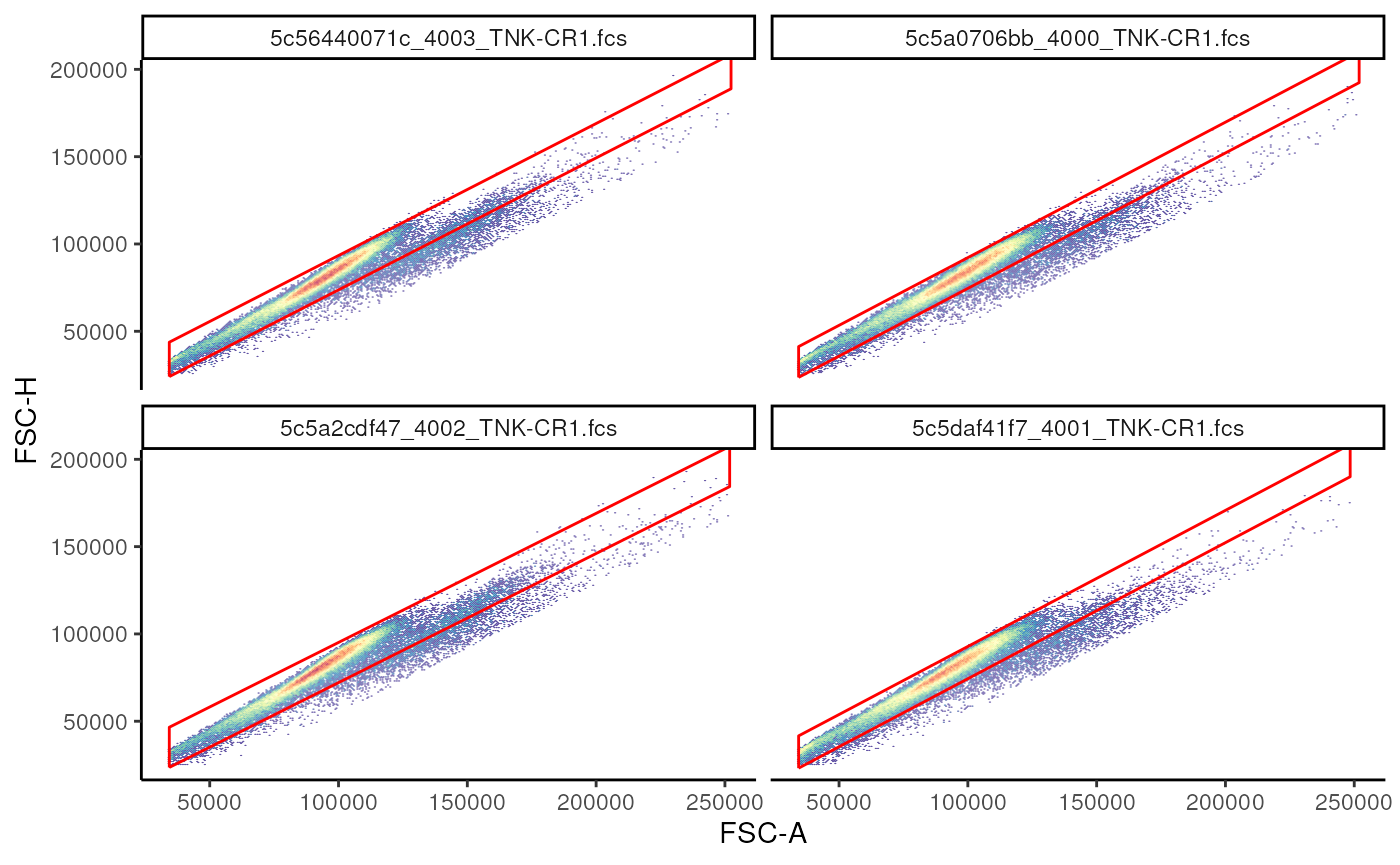 5c56440071c_4003_TNK-CR1.fcs
5c5a0706bb_4000_TNK-CR1.fcs
200000
150000
100000
50000
FSC-H
5c5a2cdf47_4002_TNK-CR1.fcs
5c5daf41f7_4001_TNK-CR1.fcs
200000
150000
100000
50000
50000 100000 150000 200000 250000
50000 100000 150000 200000 250000
FSC-A